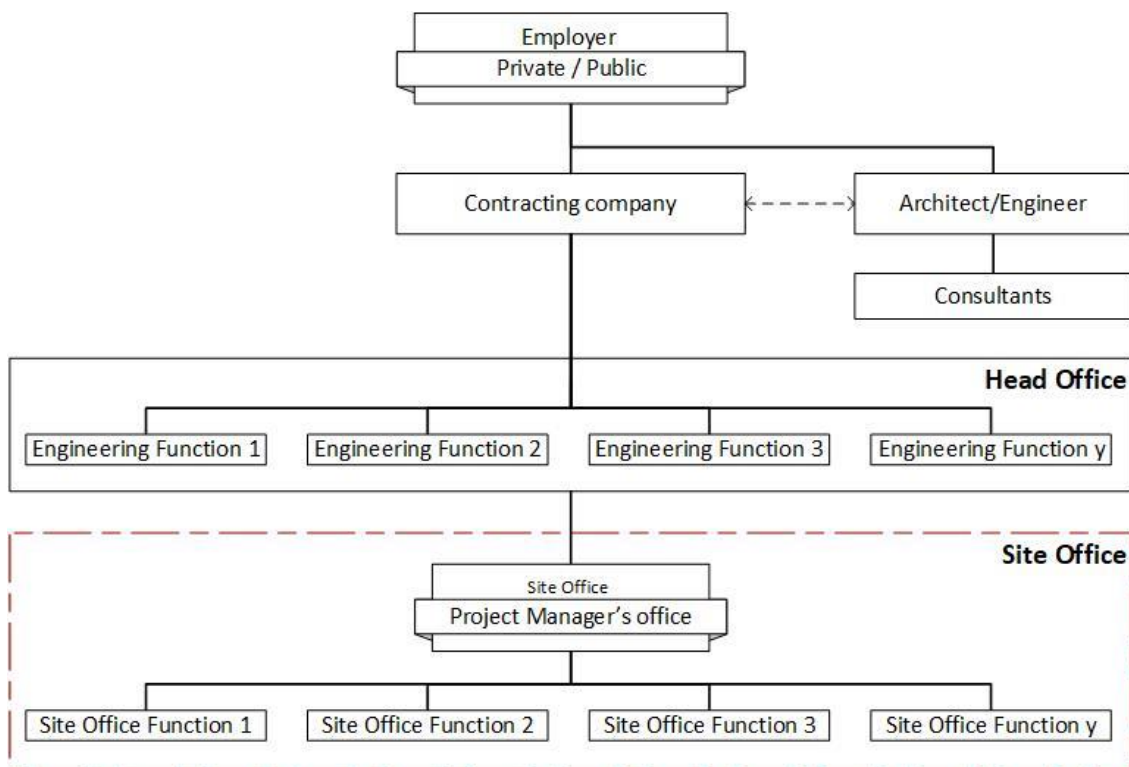 Employer
Private / Public
Contracting company
Architect/Engineer
Consultants
Head Office
Engineering Function 1
Engineering Function 2
Engineering Function 3
Engineering Function y
Site Office
Site Office
Project Manager's office
Site Office Function 1
Site Office Function 2
Site Office Function 3
Site Office Function y